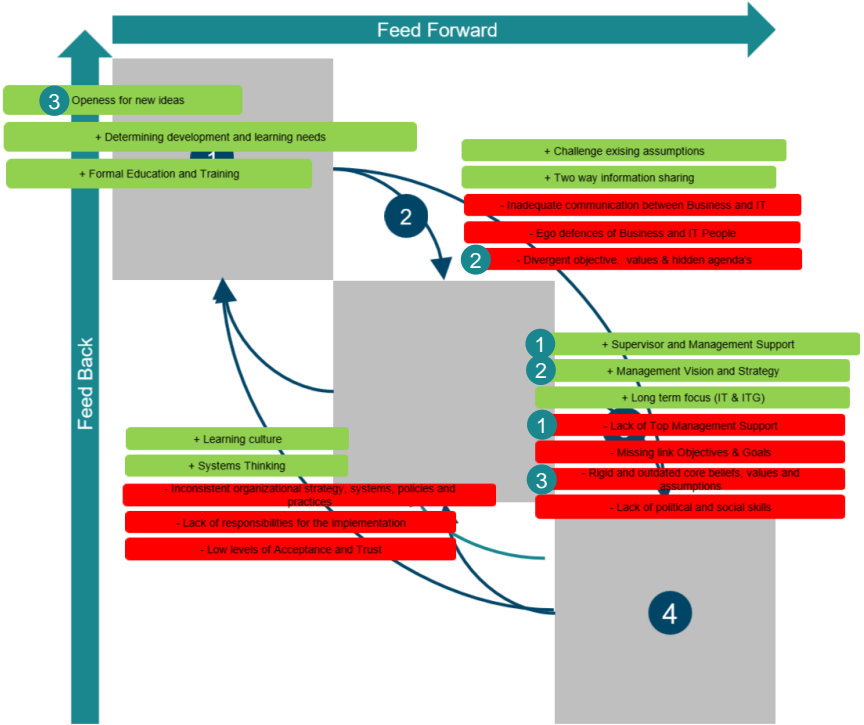 Feed Forward
Feed Back
3 Openess for new ideas
+ Determining development and learning needs
1
+ Formal Education and Training
2
+ Challenge exising assumptions
+ Two way information sharing
- Inadequate communication between Business and IT
- Ego defences of Business and IT People
2 - Divergent objective, values & hidden agenda's
1 + Supervisor and Management Support
2 + Management Vision and Strategy
+ Long term focus (IT & ITG)
1 - Lack of Top Management Support
- Missing link Objectives & Goals
3 - Rigid and outdated core beliefs, values and
assumptions
- Lack of political and social skills
+ Learning culture
+ Systems Thinking
- Inconsistent organizational strategy, systems, policies and
practices
- Lack of responsibilities for the implementation
- Low levels of Acceptance and Trust
4